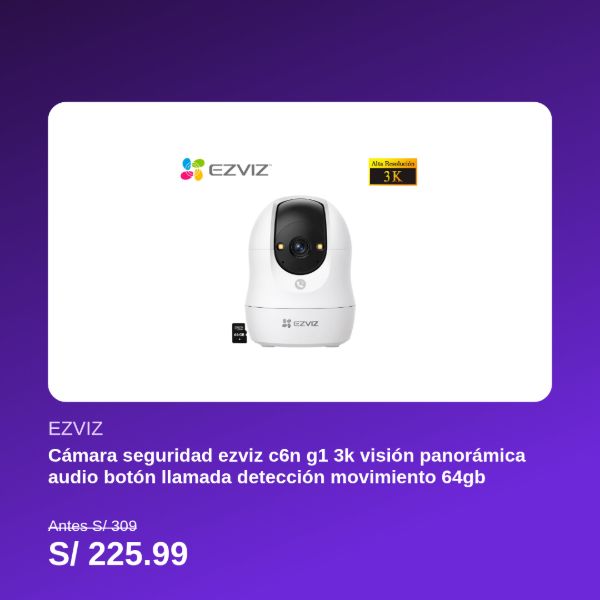 EZVIZ
Alta Resolución
3K
EZVIZ
64GB
EZVIZ
Cámara seguridad ezviz c6n g1 3k visión panorámica
audio botón llamada detección movimiento 64gb
Antes S/ 309
S/ 225.99